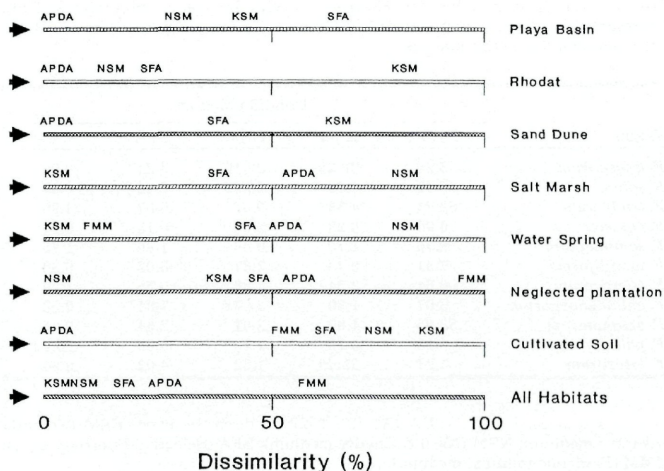 APDA NSM KSM SFA
Playa Basin
APDA NSM SFA KSM
Rhodat
APDA SFA KSM
Sand Dune
KSM SFA APDA NSM
Salt Marsh
KSM FMM SFA APDA NSM
Water Spring
NSM KSM SFA APDA FMM
Neglected plantation
APDA FMM SFA NSM KSM
Cultivated Soil
KSMNSM SFA APDA FMM
All Habitats
0 50 100
Dissimilarity (%)